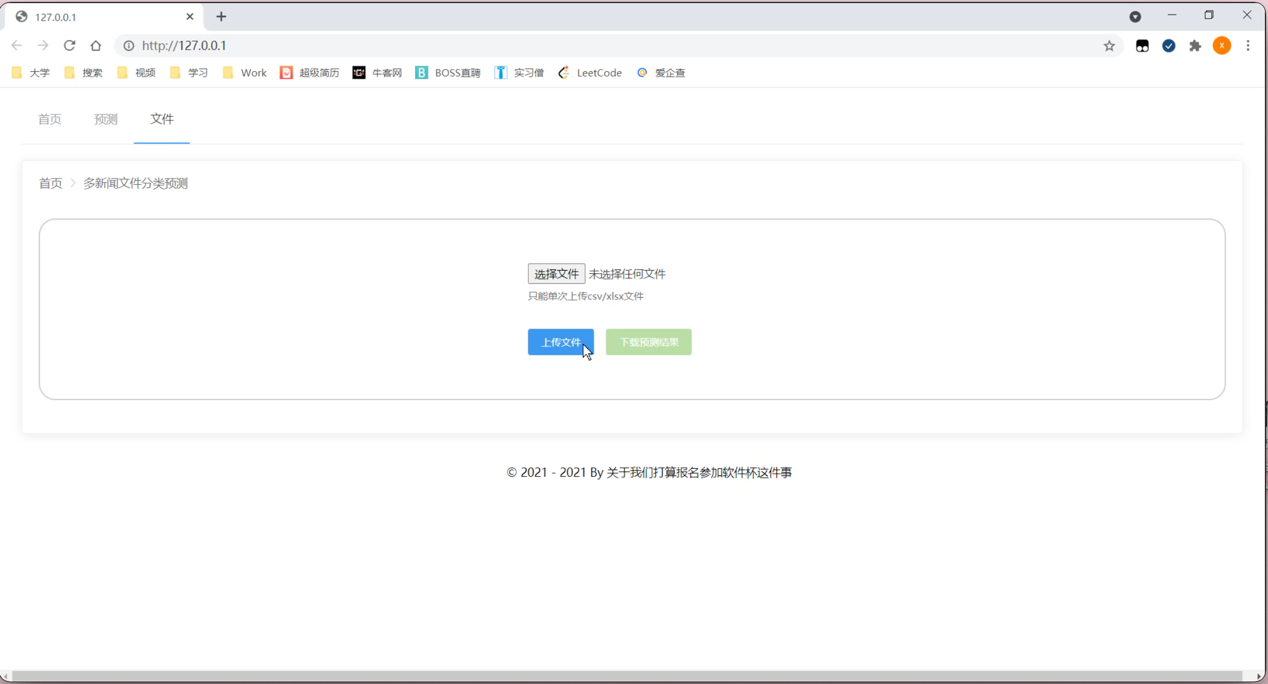 127.0.0.1
http://127.0.0.1
大学 搜索 视频 学习 Work 超级简历 牛客网 BOSS直聘 实习僧 LeetCode 爱企查
首页 预测 文件
首页 > 多新闻文件分类预测
选择文件 未选择任何文件
只能单次上传csv/xlsx文件
上传文件 下载预测结果
© 2021 - 2021 By 关于我们打算报名参加软件杯这件事